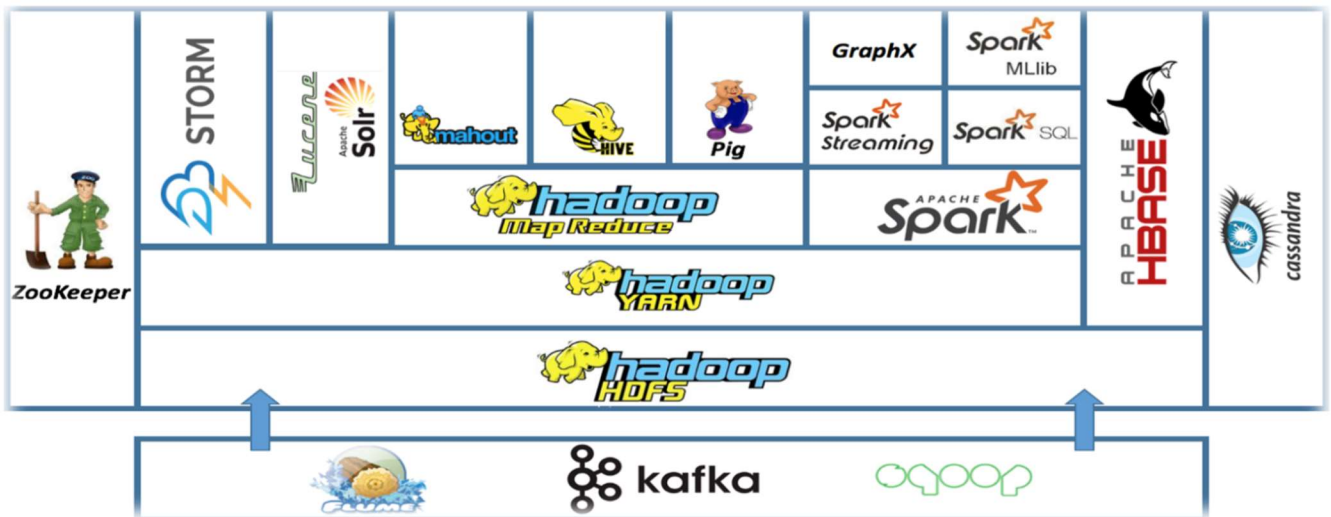 ZooKeeper
STORM
Lucene
Apache
Solr
mahout
HIVE
Pig
GraphX
Spark
MLlib
Spark
Streaming
Spark SQL
hadoop
Map Reduce
APACHE
Spark™
APACHE
HBASE
cassandra
hadoop
YARN
hadoop
HDFS
FLUME
kafka
sqoop